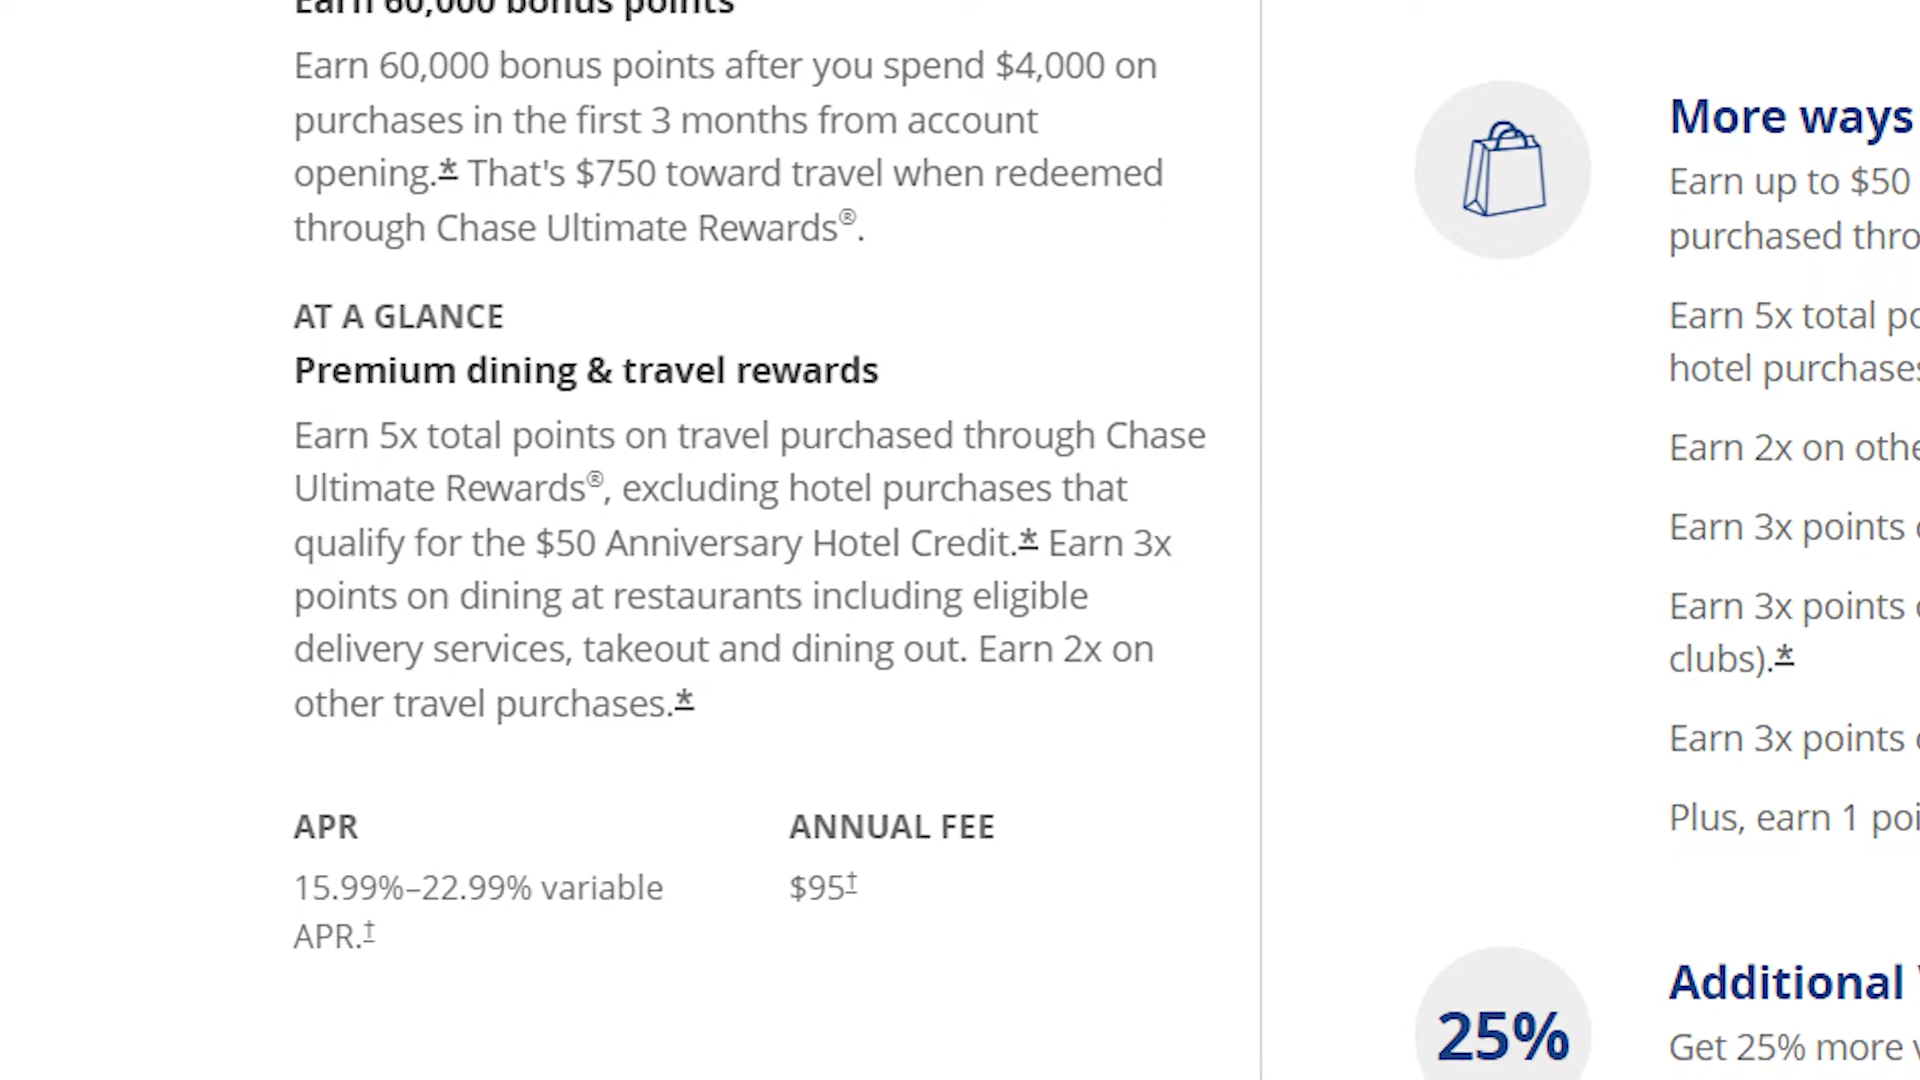 Earn 60,000 bonus points
Earn 60,000 bonus points after you spend $4,000 on
purchases in the first 3 months from account
opening.* That's $750 toward travel when redeemed
through Chase Ultimate Rewards®.
AT A GLANCE
Premium dining & travel rewards
Earn 5x total points on travel purchased through Chase
Ultimate Rewards®, excluding hotel purchases that
qualify for the $50 Anniversary Hotel Credit.* Earn 3x
points on dining at restaurants including eligible
delivery services, takeout and dining out. Earn 2x on
other travel purchases.*
APR
15.99%–22.99% variable
APR.†
ANNUAL FEE
$95†
More ways
Earn up to $50
purchased thro
Earn 5x total po
hotel purchases
Earn 2x on othe
Earn 3x points
Earn 3x points
clubs).*
Earn 3x points
Plus, earn 1 poi
25%
Additional
Get 25% more